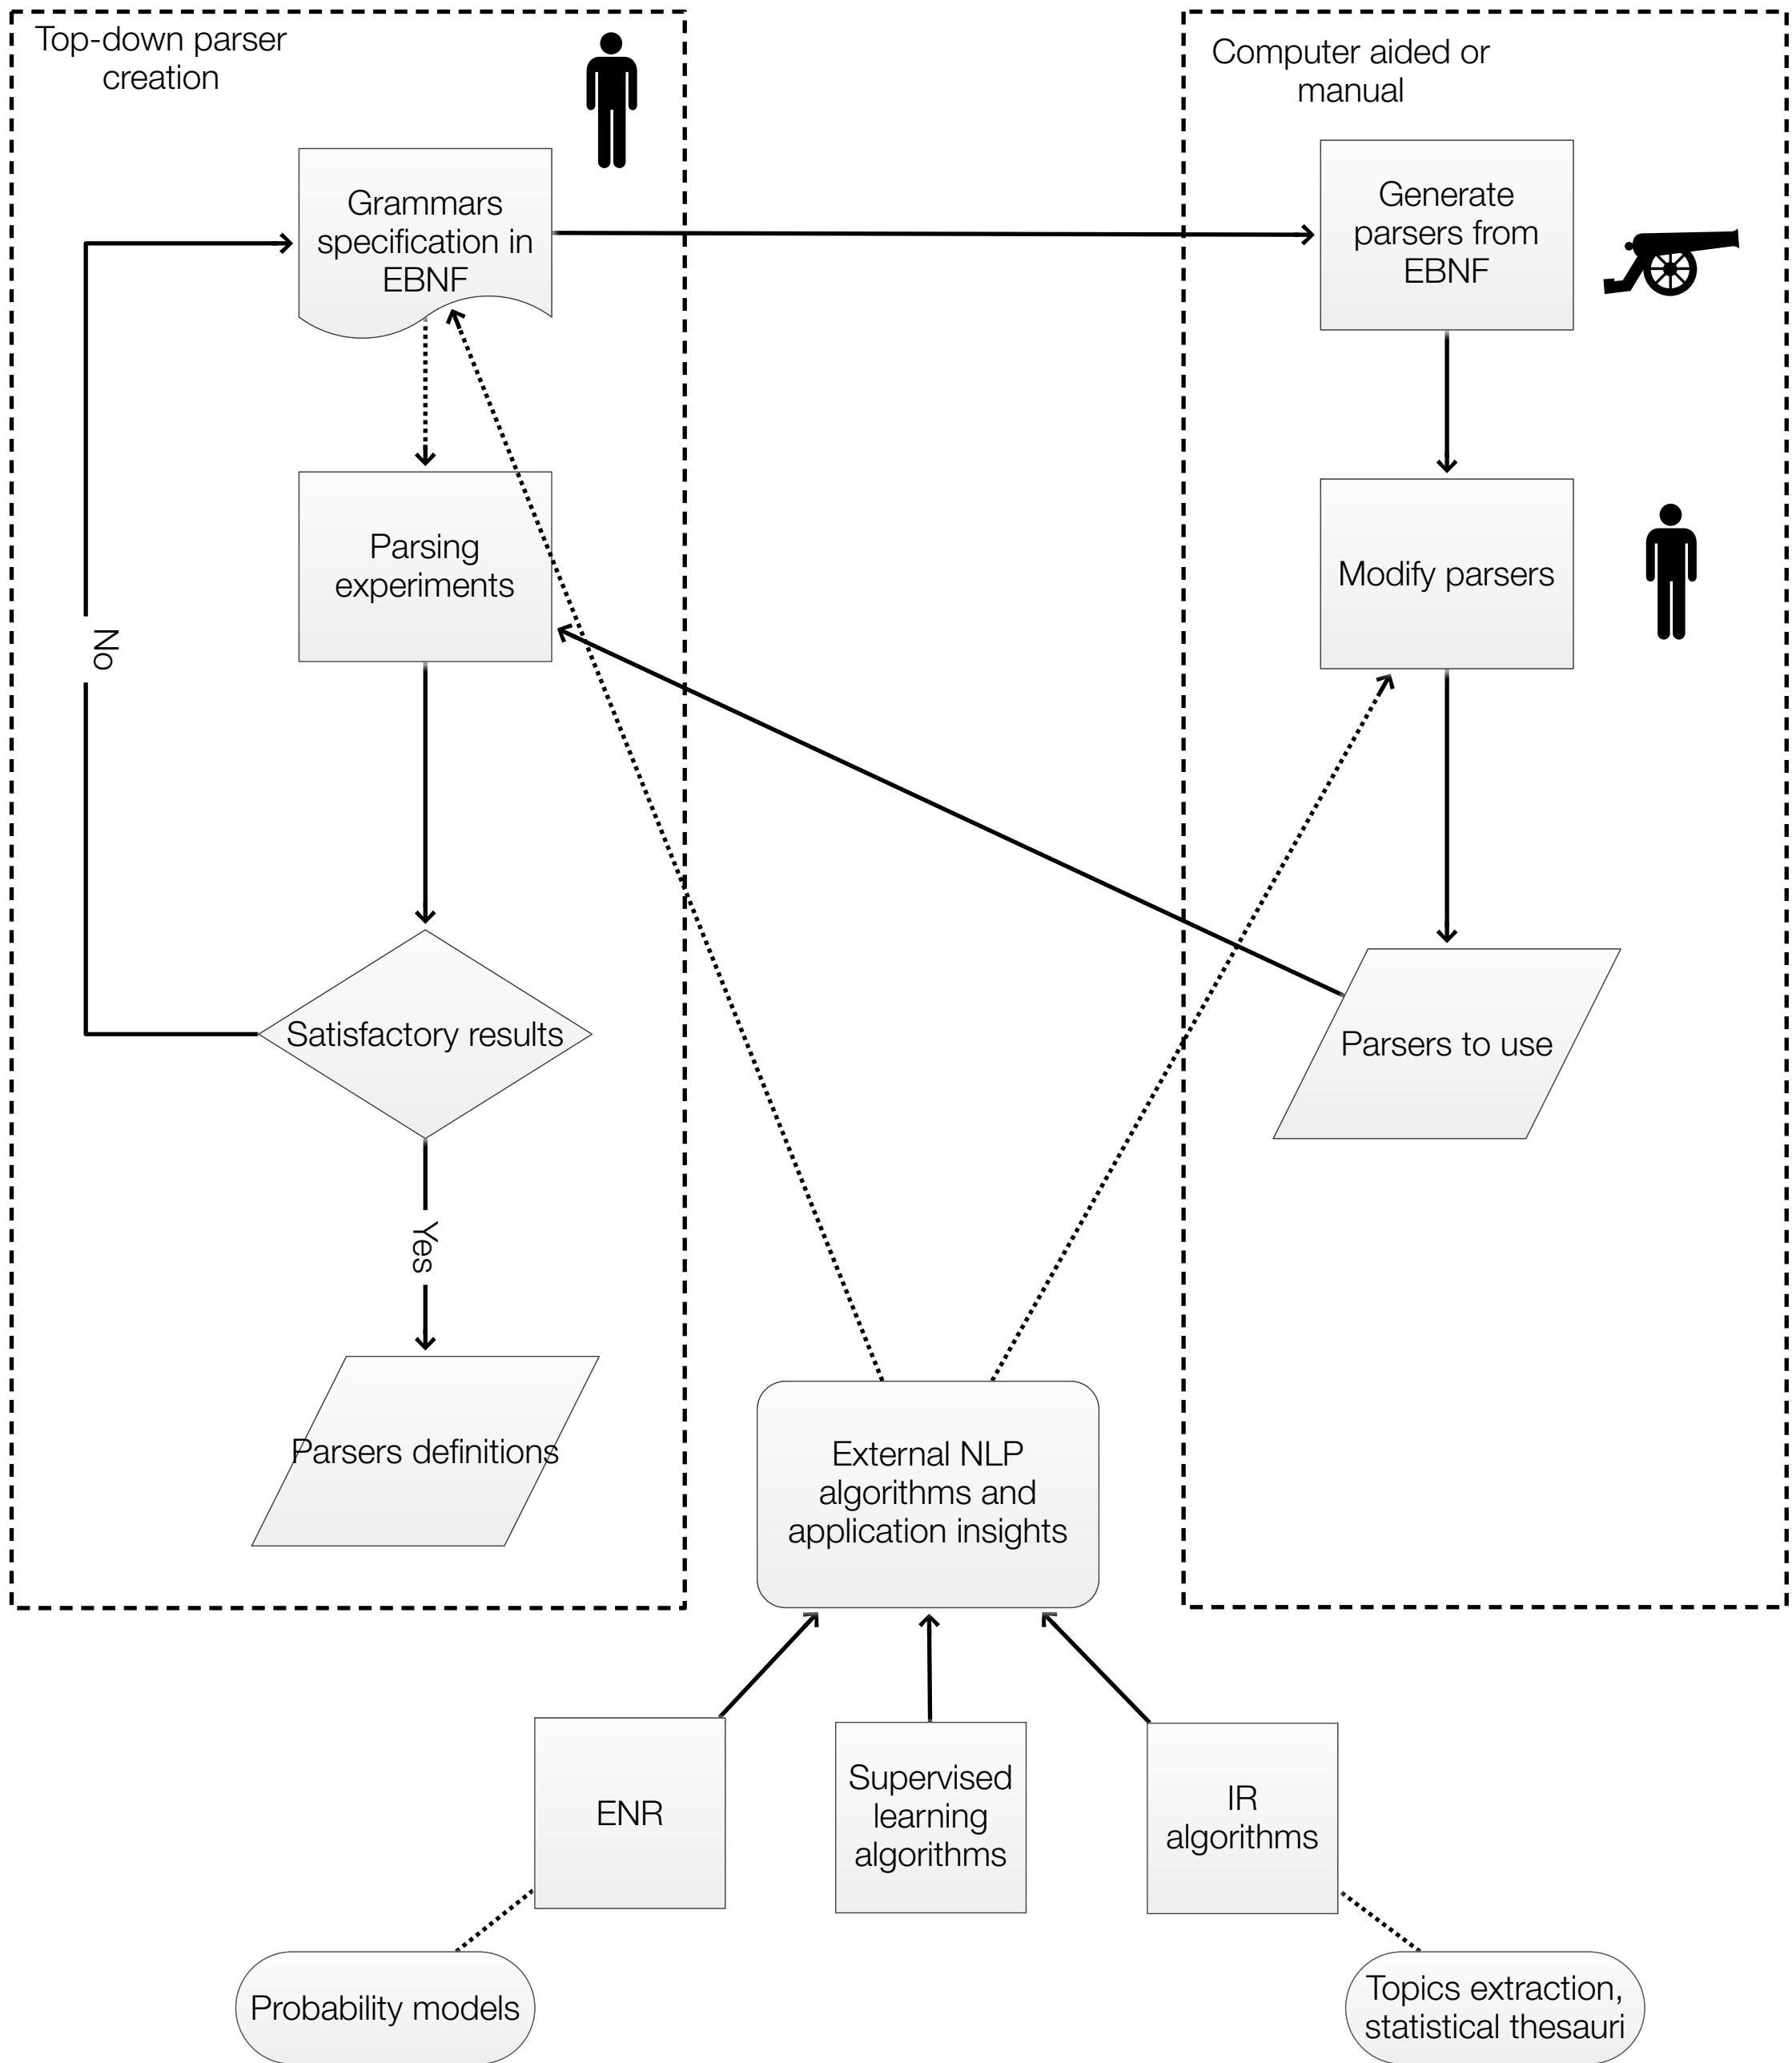 Top-down parser
creation
Computer aided or
manual
Grammars
specification in
EBNF
Generate
parsers from
EBNF
Parsing
experiments
Modify parsers
No
Satisfactory results
Parsers to use
Yes
Parsers definitions
External NLP
algorithms and
application insights
ENR
Supervised
learning
algorithms
IR
algorithms
Probability models
Topics extraction,
statistical thesauri